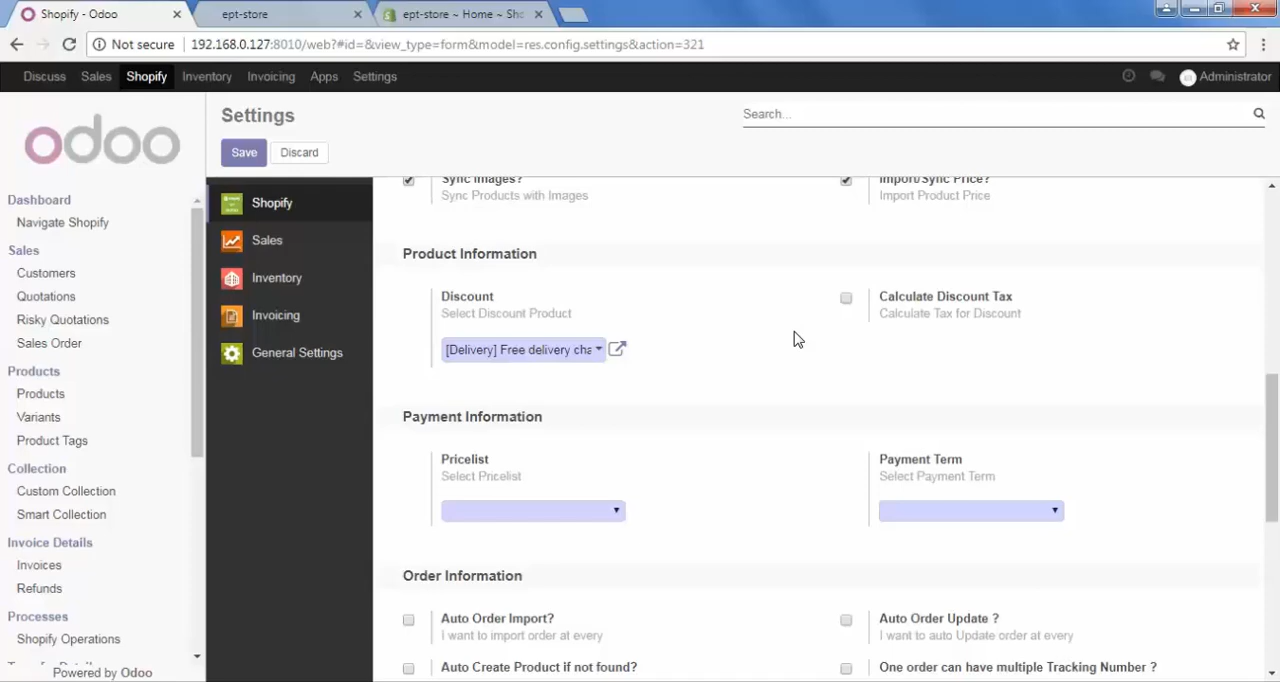 Shopify - Odoo
ept-store
ept-store ~ Home ~ Sho
Not secure
192.168.0.127:8010/web?#id=&view_type=form&model=res.config.settings&action=321
Discuss
Sales
Shopify
Inventory
Invoicing
Apps
Settings
Administrator
odoo
Settings
Search...
Save
Discard
Dashboard
Navigate Shopify
Sales
Customers
Quotations
Risky Quotations
Sales Order
Products
Products
Variants
Product Tags
Collection
Custom Collection
Smart Collection
Invoice Details
Invoices
Refunds
Processes
Shopify Operations
Powered by Odoo
Shopify
Sales
Inventory
Invoicing
General Settings
Sync Images?
Sync Products with Images
Import/Sync Price?
Import Product Price
Product Information
Discount
Select Discount Product
[Delivery] Free delivery cha
Calculate Discount Tax
Calculate Tax for Discount
Payment Information
Pricelist
Select Pricelist
Payment Term
Select Payment Term
Order Information
Auto Order Import?
I want to import order at every
Auto Order Update ?
I want to auto Update order at every
Auto Create Product if not found?
One order can have multiple Tracking Number ?